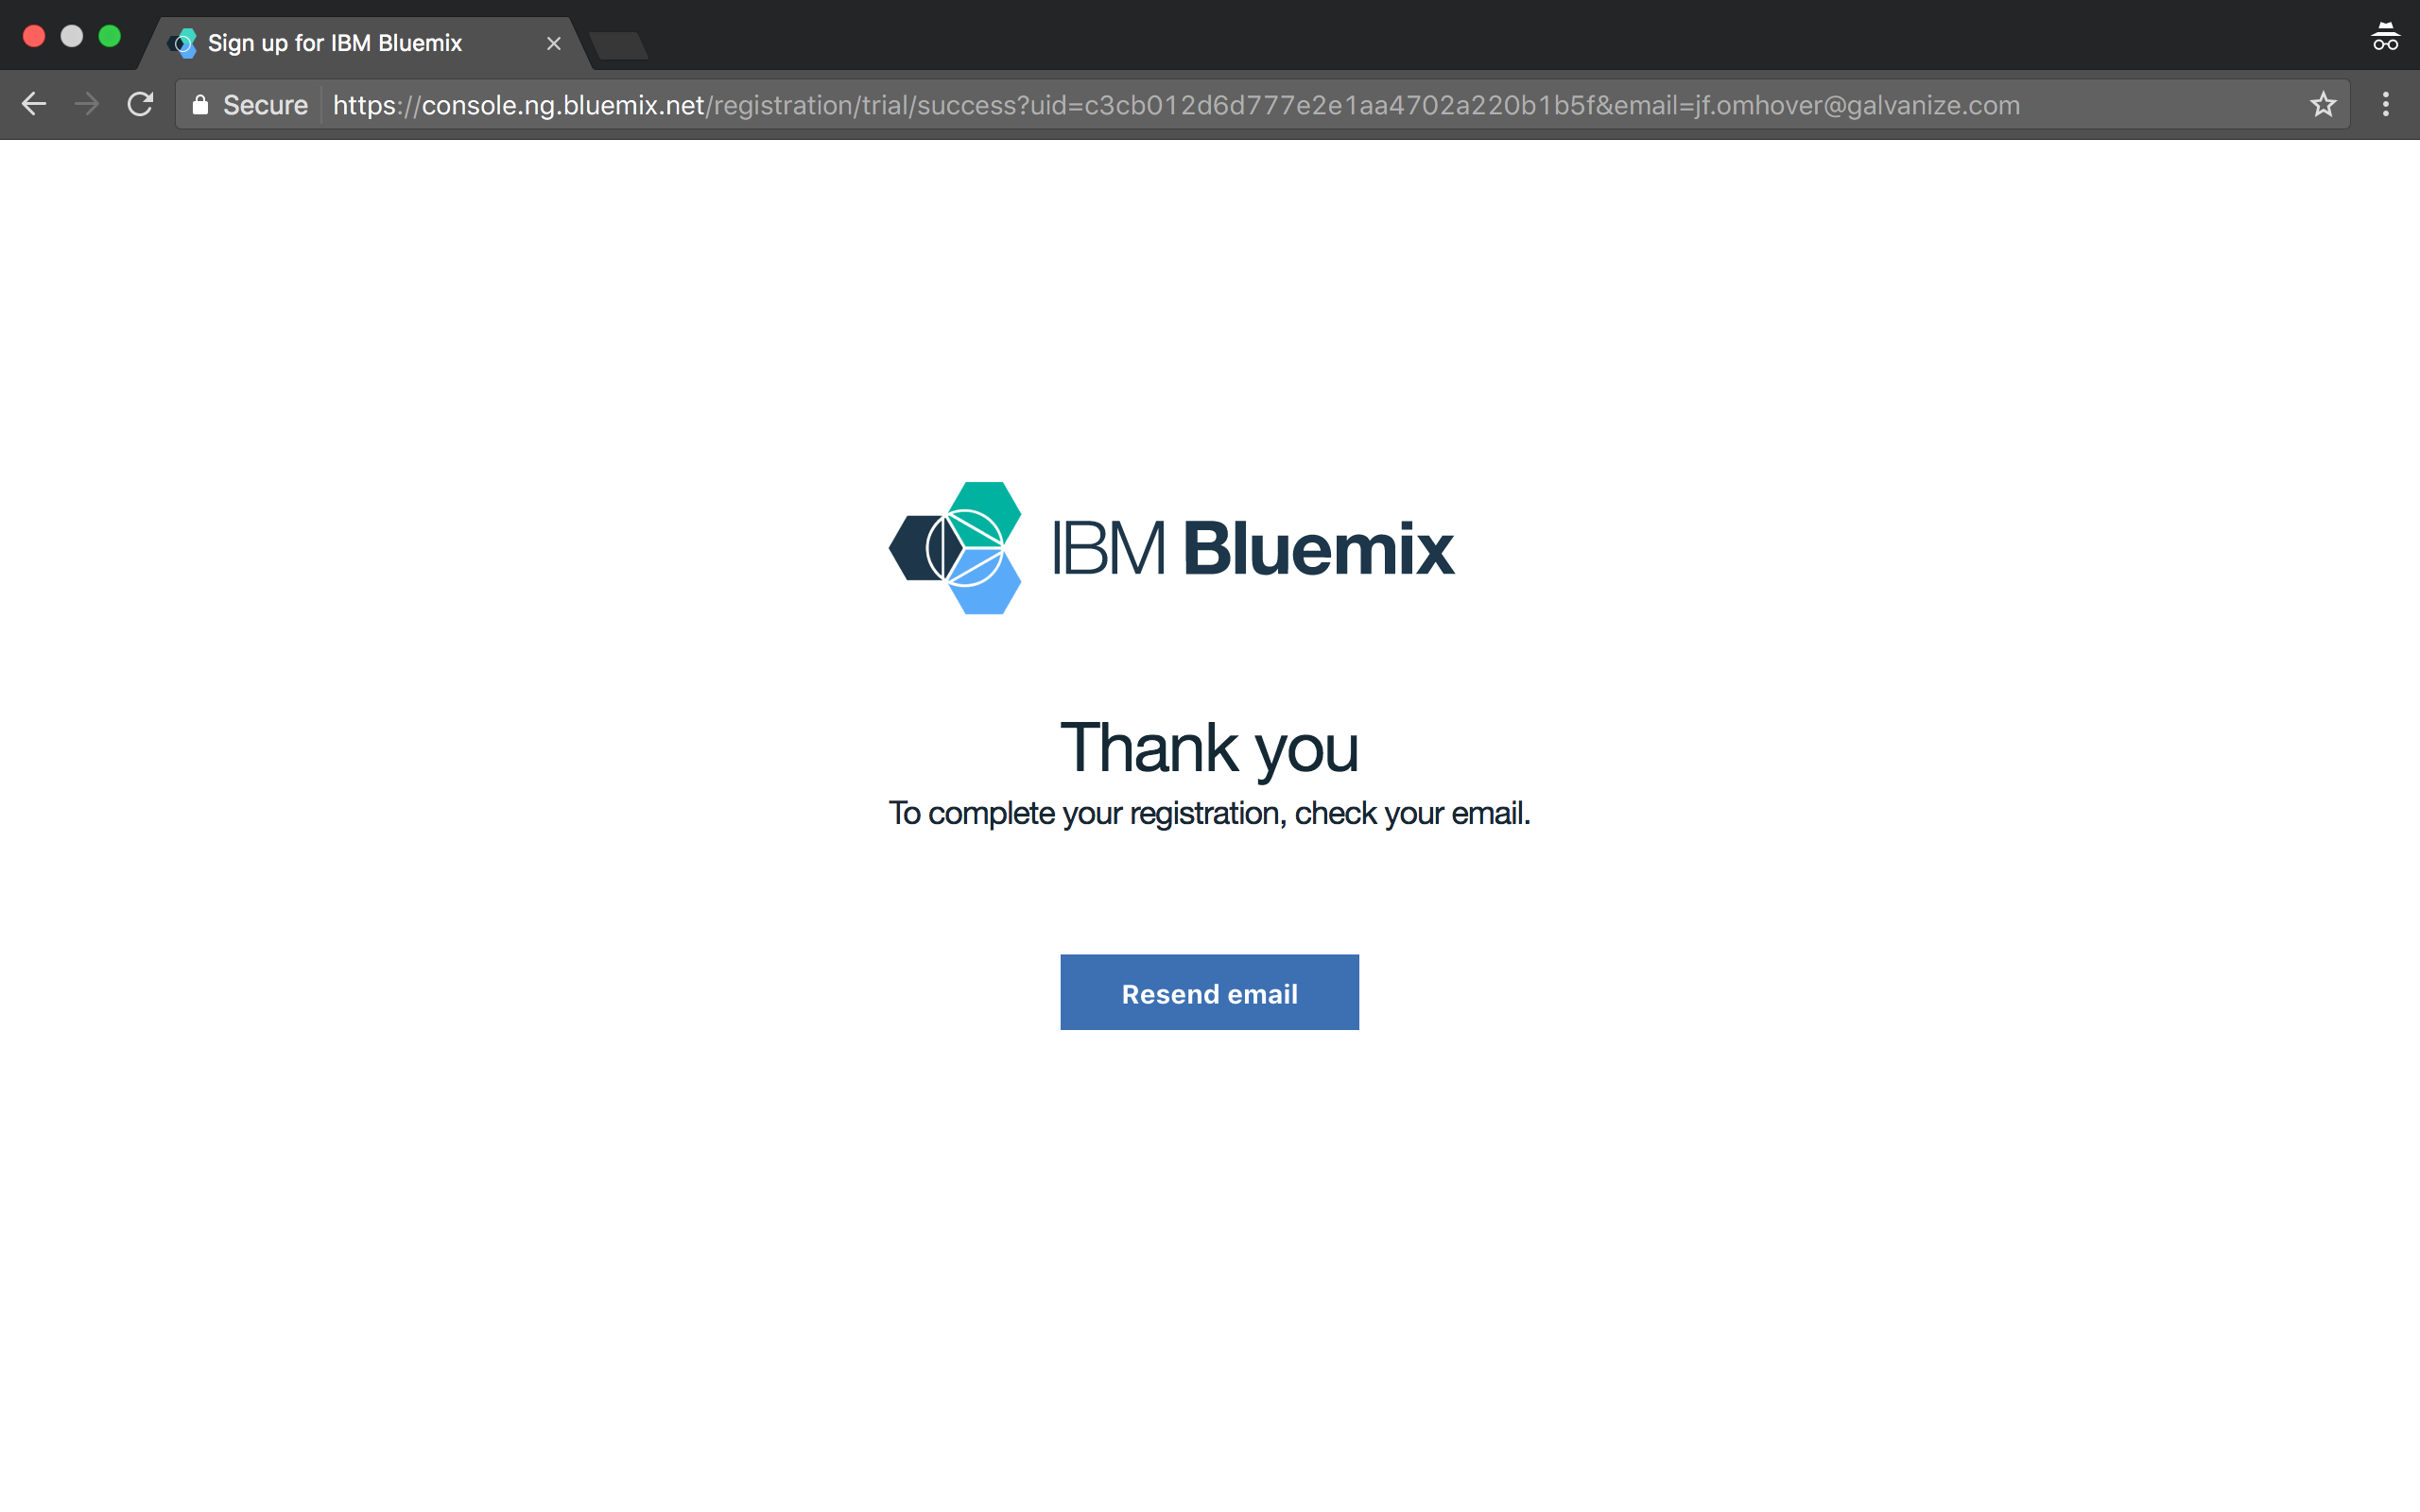 Sign up for IBM Bluemix
Secure https://console.ng.bluemix.net/registration/trial/success?uid=c3cb012d6d777e2e1aa4702a220b1b5f&email=jf.omhover@galvanize.com
IBM Bluemix
Thank you
To complete your registration, check your email.
Resend email